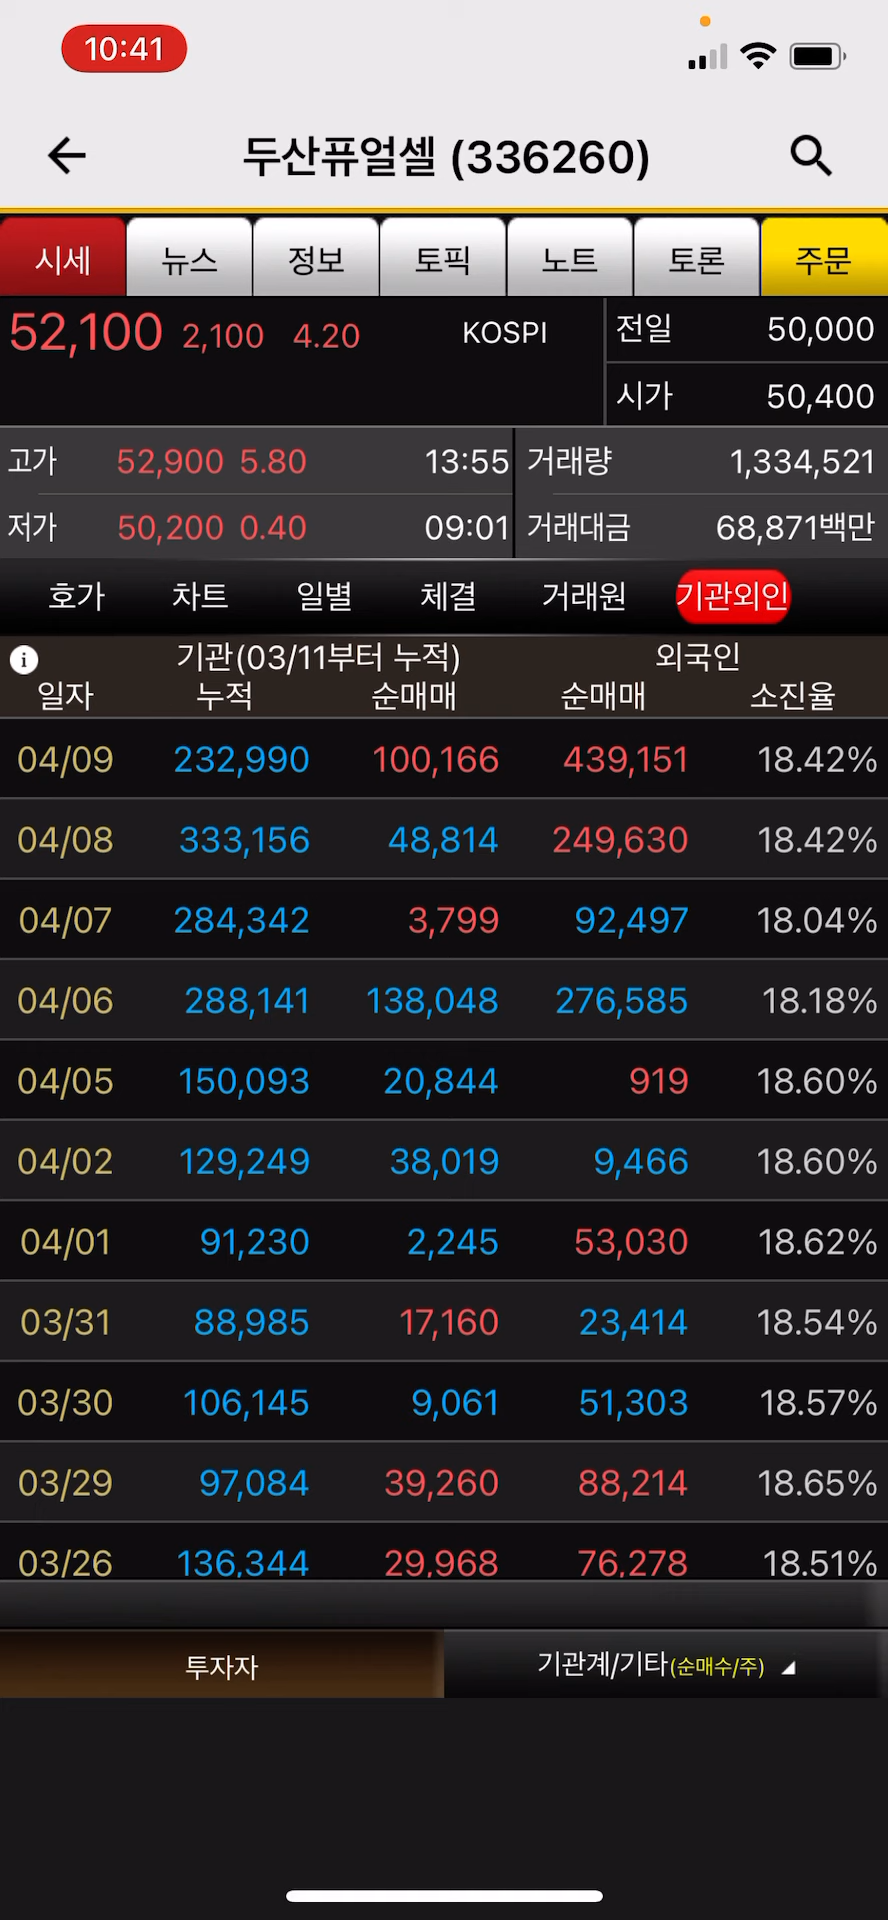 10:41
두산퓨얼셀 (336260)
시세 뉴스 정보 토픽 노트 토론 주문
52,100 2,100 4.20 KOSPI 전일 50,000
시가 50,400
고가 52,900 5.80 13:55 거래량 1,334,521
저가 50,200 0.40 09:01 거래대금 68,871백만
호가 차트 일별 체결 거래원 기관외인
기관(03/11부터 누적) 외국인
일자 누적 순매매 순매매 소진율
04/09 232,990 100,166 439,151 18.42%
04/08 333,156 48,814 249,630 18.42%
04/07 284,342 3,799 92,497 18.04%
04/06 288,141 138,048 276,585 18.18%
04/05 150,093 20,844 919 18.60%
04/02 129,249 38,019 9,466 18.60%
04/01 91,230 2,245 53,030 18.62%
03/31 88,985 17,160 23,414 18.54%
03/30 106,145 9,061 51,303 18.57%
03/29 97,084 39,260 88,214 18.65%
03/26 136,344 29,968 76,278 18.51%
투자자 기관계/기타(순매수/주)